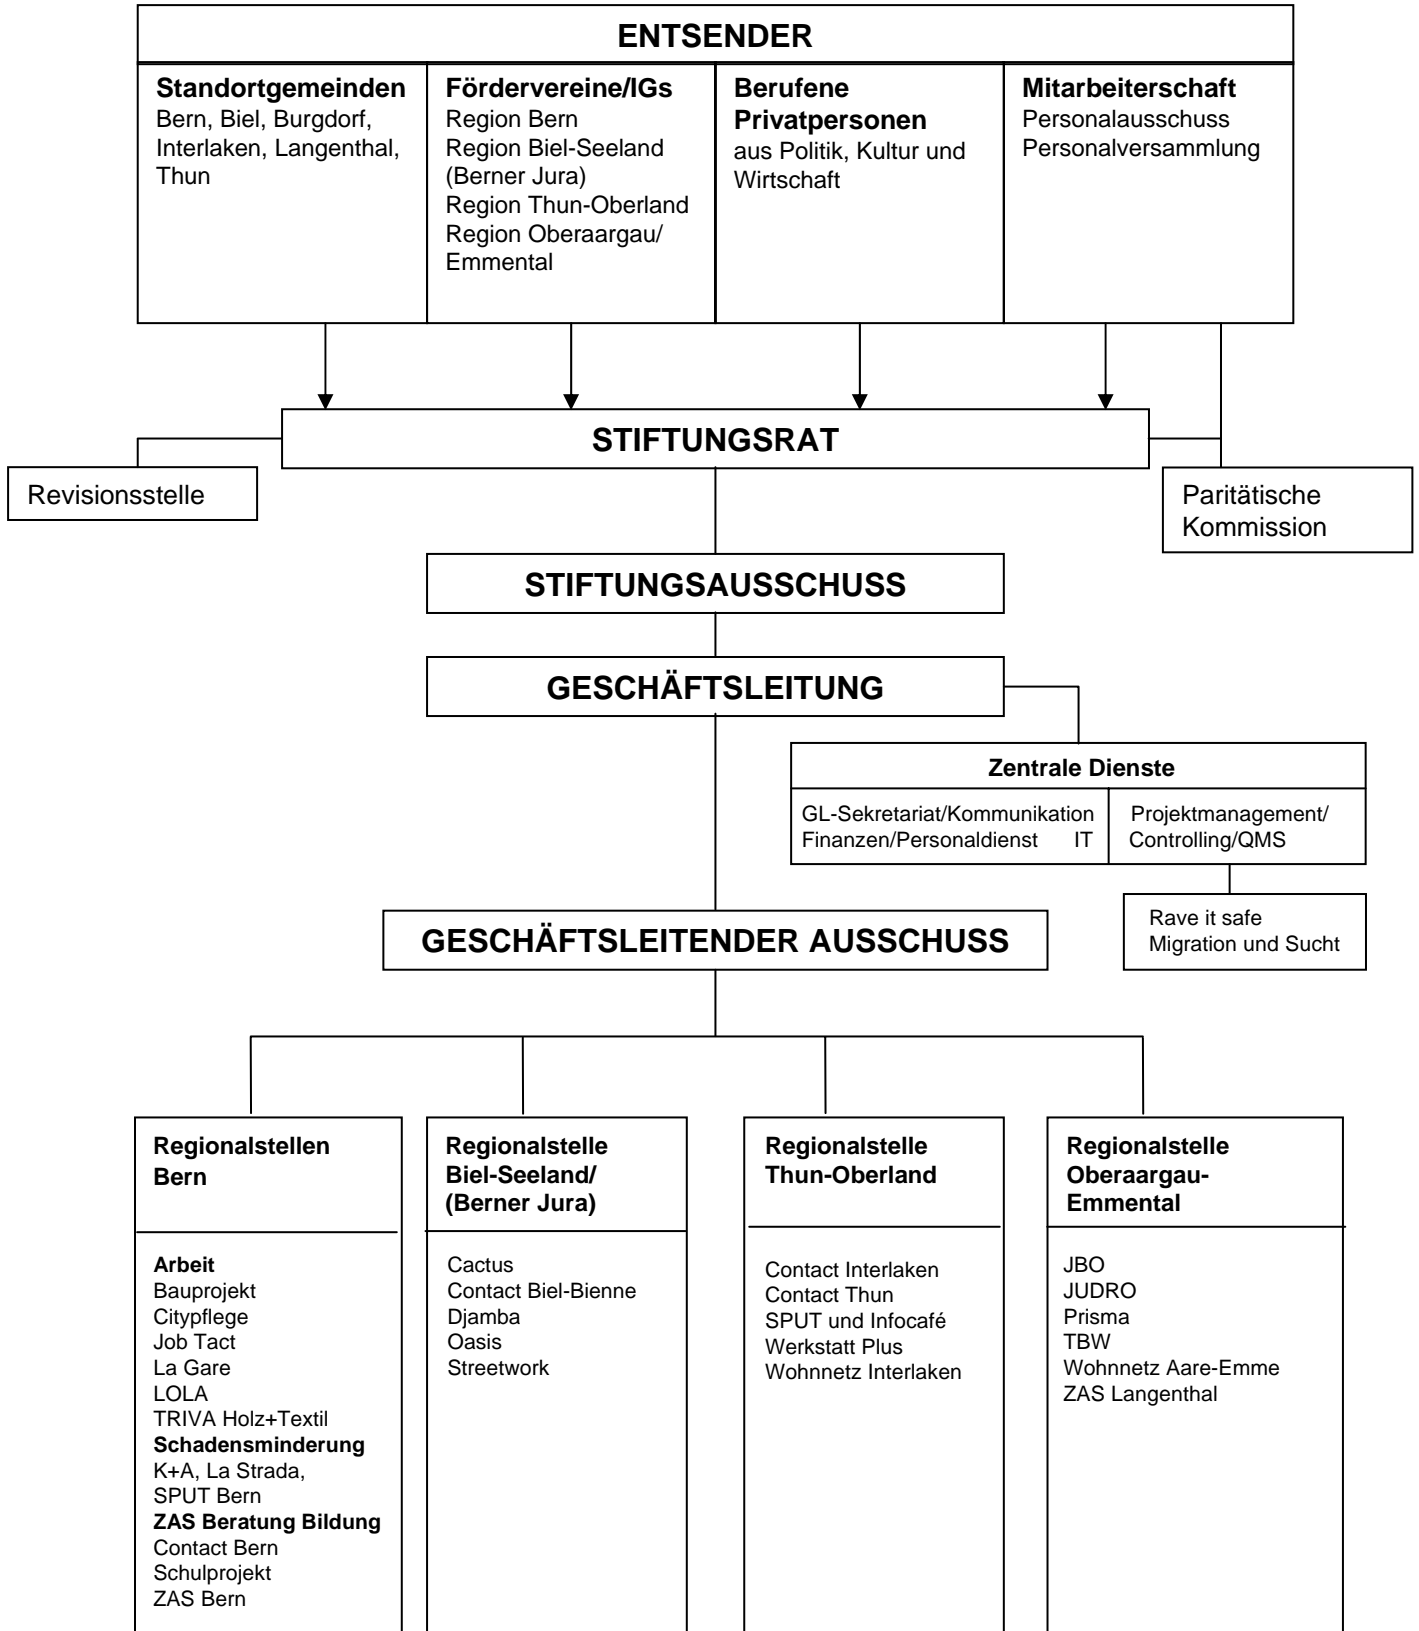 ENTSENDER
Standortgemeinden
Bern, Biel, Burgdorf,
Interlaken, Langenthal,
Thun
Fördervereine/IGs
Region Bern
Region Biel-Seeland
(Berner Jura)
Region Thun-Oberland
Region Oberaargau/
Emmental
Berufene
Privatpersonen
aus Politik, Kultur und
Wirtschaft
Mitarbeiterschaft
Personalausschuss
Personalversammlung
STIFTUNGSRAT
Revisionsstelle
Paritätische
Kommission
STIFTUNGSAUSSCHUSS
GESCHÄFTSLEITUNG
Zentrale Dienste
GL-Sekretariat/Kommunikation
Finanzen/Personaldienst IT
Projektmanagement/
Controlling/QMS
Rave it safe
Migration und Sucht
GESCHÄFTSLEITENDER AUSSCHUSS
Regionalstellen
Bern
Arbeit
Bauprojekt
Citypflege
Job Tact
La Gare
LOLA
TRIVA Holz+Textil
Schadensminderung
K+A, La Strada,
SPUT Bern
ZAS Beratung Bildung
Contact Bern
Schulprojekt
ZAS Bern
Regionalstelle
Biel-Seeland/
(Berner Jura)
Cactus
Contact Biel-Bienne
Djamba
Oasis
Streetwork
Regionalstelle
Thun-Oberland
Contact Interlaken
Contact Thun
SPUT und Infocafé
Werkstatt Plus
Wohnnetz Interlaken
Regionalstelle
Oberaargau-
Emmental
JBO
JUDRO
Prisma
TBW
Wohnnetz Aare-Emme
ZAS Langenthal